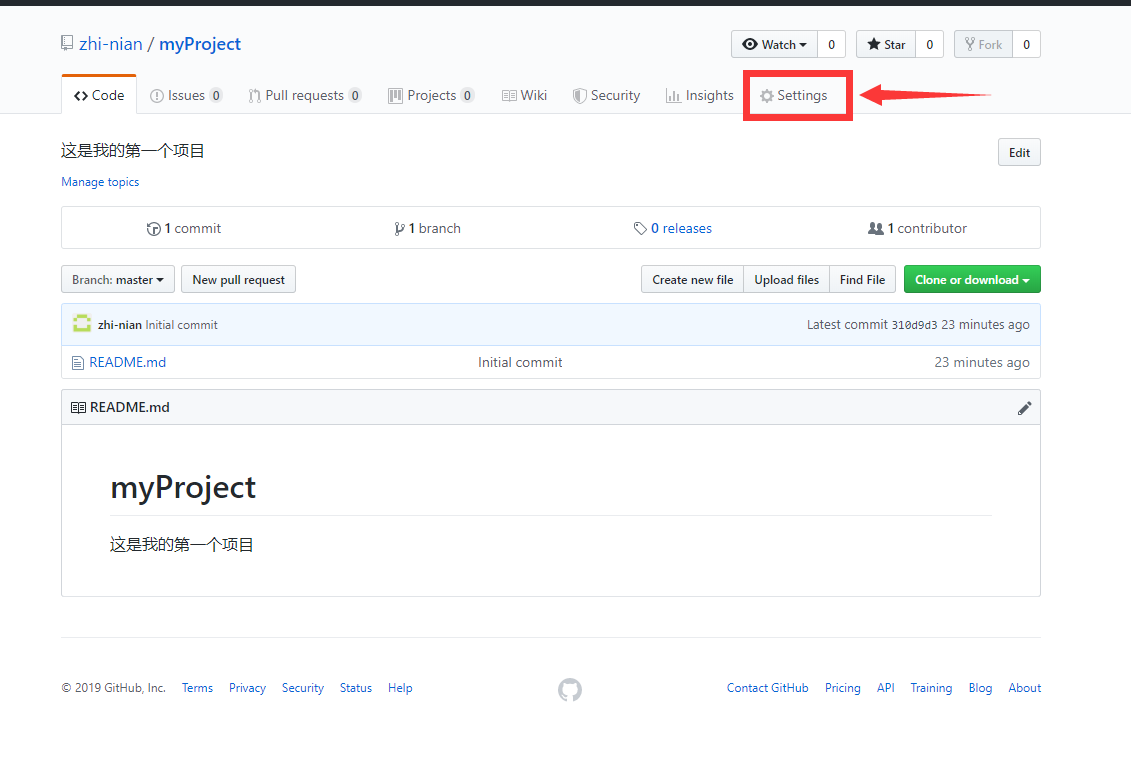 zhi-nian / myProject
Watch 0 Star 0 Fork 0
Code Issues 0 Pull requests 0 Projects 0 Wiki Security Insights Settings
这是我的第一个项目 Edit
Manage topics
1 commit 1 branch 0 releases 1 contributor
Branch: master New pull request Create new file Upload files Find File Clone or download
zhi-nian Initial commit Latest commit 310d9d3 23 minutes ago
README.md Initial commit 23 minutes ago
README.md
myProject
这是我的第一个项目
© 2019 GitHub, Inc. Terms Privacy Security Status Help Contact GitHub Pricing API Training Blog About